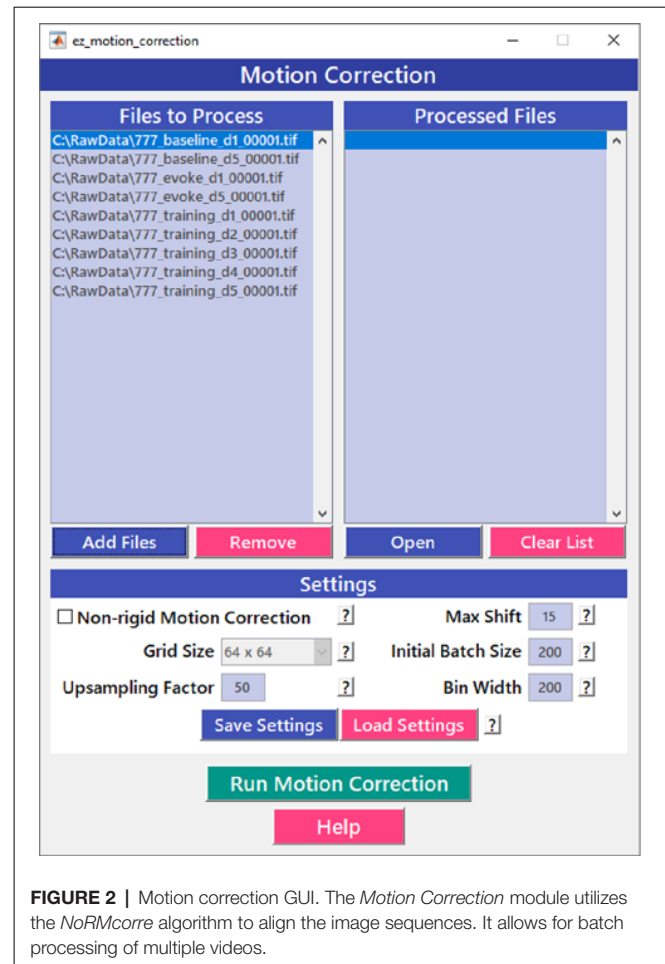 ez_motion_correction
Motion Correction
Files to Process
C:\RawData\777_baseline_d1_00001.tif
C:\RawData\777_baseline_d5_00001.tif
C:\RawData\777_evoke_d1_00001.tif
C:\RawData\777_evoke_d5_00001.tif
C:\RawData\777_training_d1_00001.tif
C:\RawData\777_training_d2_00001.tif
C:\RawData\777_training_d3_00001.tif
C:\RawData\777_training_d4_00001.tif
C:\RawData\777_training_d5_00001.tif
Processed Files
Add Files Remove Open Clear List
Settings
Non-rigid Motion Correction ? Max Shift 15 ?
Grid Size 64 x 64 ? Initial Batch Size 200 ?
Upsampling Factor 50 ? Bin Width 200 ?
Save Settings Load Settings ?
Run Motion Correction
Help
FIGURE 2 | Motion correction GUI. The Motion Correction module utilizes
the NoRMcorre algorithm to align the image sequences. It allows for batch
processing of multiple videos.